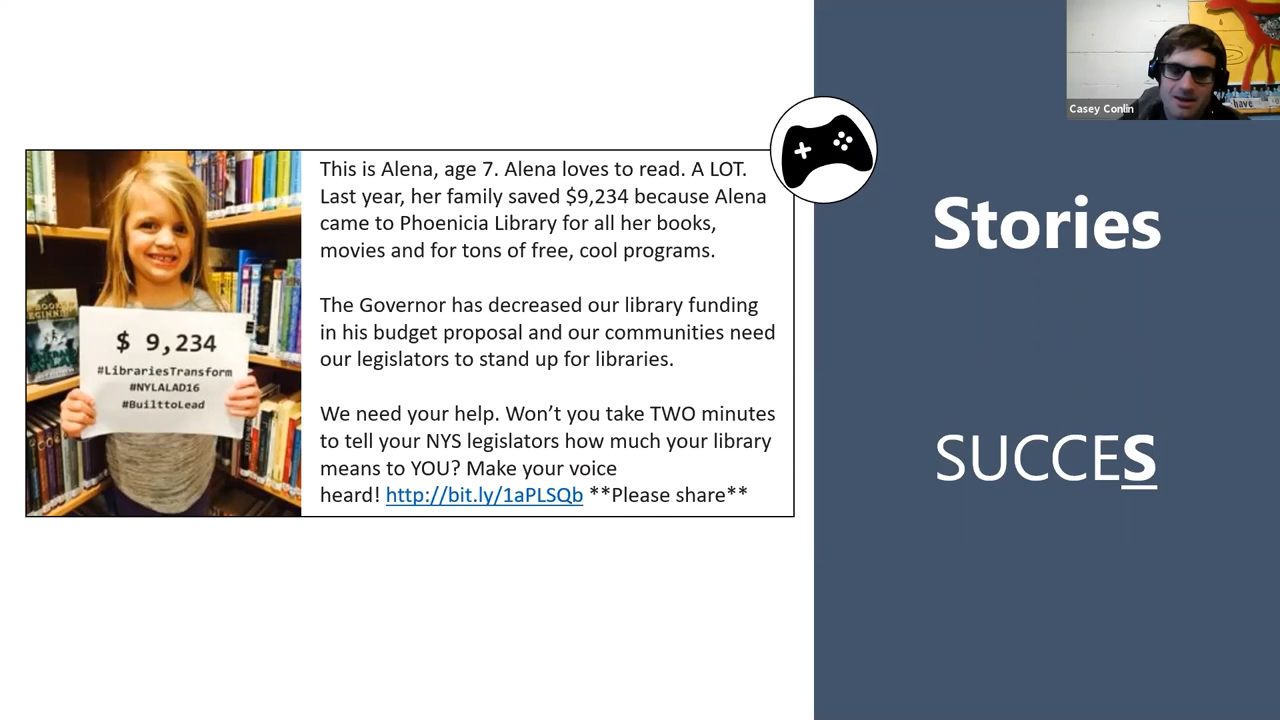 Casey Conlin
have
This is Alena, age 7. Alena loves to read. A LOT.
Last year, her family saved $9,234 because Alena
came to Phoenicia Library for all her books,
movies and for tons of free, cool programs.
The Governor has decreased our library funding
in his budget proposal and our communities need
our legislators to stand up for libraries.
We need your help. Won’t you take TWO minutes
to tell your NYS legislators how much your library
means to YOU? Make your voice
heard! http://bit.ly/1aPLSQb **Please share**
$ 9,234
#LibrariesTransform
#NYLALAD16
#BuilttoLead
Stories
SUCCES